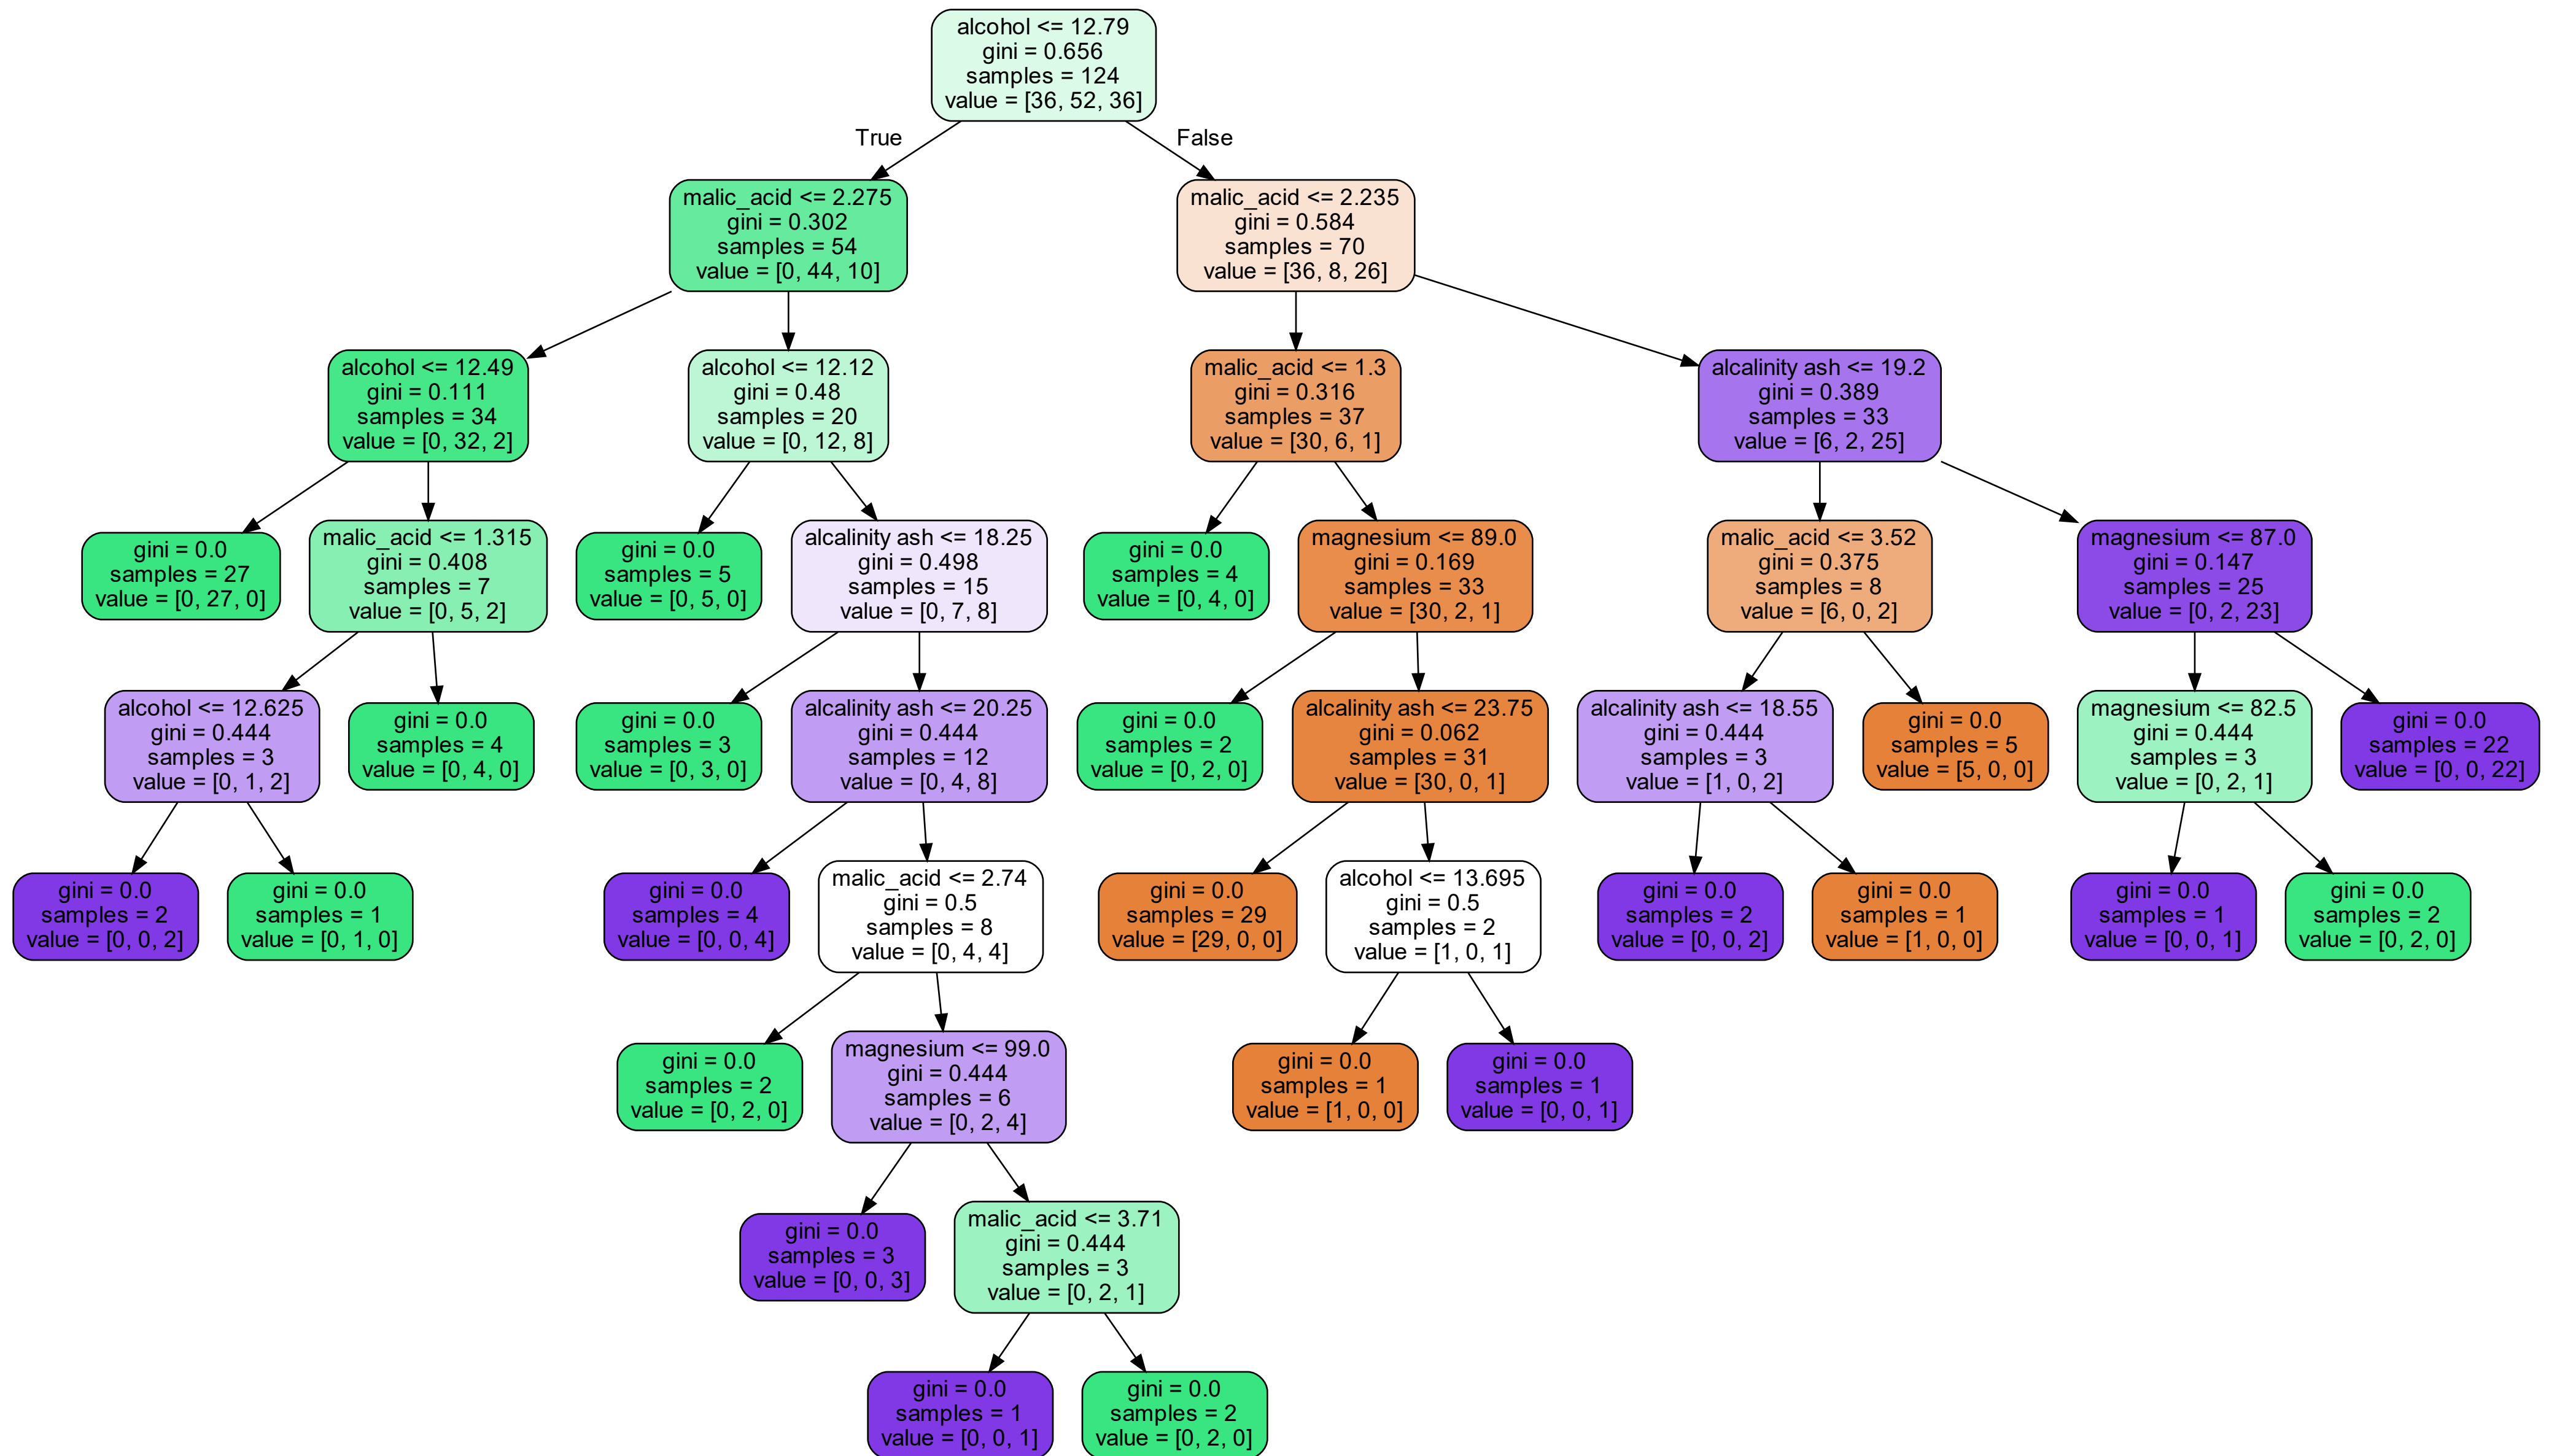 alcohol <= 12.79
gini = 0.656
samples = 124
value = [36, 52, 36]
True
False
malic_acid <= 2.275
gini = 0.302
samples = 54
value = [0, 44, 10]
malic_acid <= 2.235
gini = 0.584
samples = 70
value = [36, 8, 26]
alcohol <= 12.49
gini = 0.111
samples = 34
value = [0, 32, 2]
alcohol <= 12.12
gini = 0.48
samples = 20
value = [0, 12, 8]
malic_acid <= 1.3
gini = 0.316
samples = 37
value = [30, 6, 1]
alcalinity ash <= 19.2
gini = 0.389
samples = 33
value = [6, 2, 25]
gini = 0.0
samples = 27
value = [0, 27, 0]
malic_acid <= 1.315
gini = 0.408
samples = 7
value = [0, 5, 2]
gini = 0.0
samples = 5
value = [0, 5, 0]
alcalinity ash <= 18.25
gini = 0.498
samples = 15
value = [0, 7, 8]
gini = 0.0
samples = 4
value = [0, 4, 0]
magnesium <= 89.0
gini = 0.169
samples = 33
value = [30, 2, 1]
malic_acid <= 3.52
gini = 0.375
samples = 8
value = [6, 0, 2]
magnesium <= 87.0
gini = 0.147
samples = 25
value = [0, 2, 23]
alcohol <= 12.625
gini = 0.444
samples = 3
value = [0, 1, 2]
gini = 0.0
samples = 4
value = [0, 4, 0]
gini = 0.0
samples = 3
value = [0, 3, 0]
alcalinity ash <= 20.25
gini = 0.444
samples = 12
value = [0, 4, 8]
gini = 0.0
samples = 2
value = [0, 2, 0]
alcalinity ash <= 23.75
gini = 0.062
samples = 31
value = [30, 0, 1]
alcalinity ash <= 18.55
gini = 0.444
samples = 3
value = [1, 0, 2]
gini = 0.0
samples = 5
value = [5, 0, 0]
magnesium <= 82.5
gini = 0.444
samples = 3
value = [0, 2, 1]
gini = 0.0
samples = 22
value = [0, 0, 22]
gini = 0.0
samples = 2
value = [0, 0, 2]
gini = 0.0
samples = 1
value = [0, 1, 0]
gini = 0.0
samples = 4
value = [0, 0, 4]
malic_acid <= 2.74
gini = 0.5
samples = 8
value = [0, 4, 4]
gini = 0.0
samples = 29
value = [29, 0, 0]
alcohol <= 13.695
gini = 0.5
samples = 2
value = [1, 0, 1]
gini = 0.0
samples = 2
value = [0, 0, 2]
gini = 0.0
samples = 1
value = [1, 0, 0]
gini = 0.0
samples = 1
value = [0, 0, 1]
gini = 0.0
samples = 2
value = [0, 2, 0]
gini = 0.0
samples = 2
value = [0, 2, 0]
magnesium <= 99.0
gini = 0.444
samples = 6
value = [0, 2, 4]
gini = 0.0
samples = 1
value = [1, 0, 0]
gini = 0.0
samples = 1
value = [0, 0, 1]
gini = 0.0
samples = 3
value = [0, 0, 3]
malic_acid <= 3.71
gini = 0.444
samples = 3
value = [0, 2, 1]
gini = 0.0
samples = 1
value = [0, 0, 1]
gini = 0.0
samples = 2
value = [0, 2, 0]